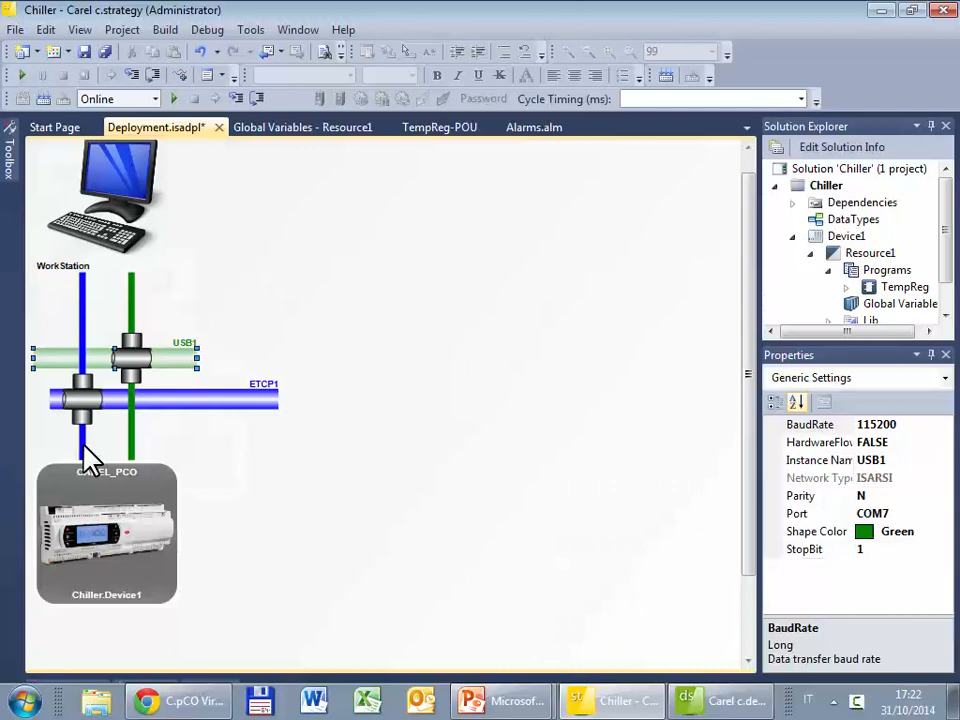 Chiller - Carel c.strategy (Administrator)
File Edit View Project Build Debug Tools Window Help
99
Online Password Cycle Timing (ms):
Toolbox
Start Page Deployment.isadpl* Global Variables - Resource1 TempReg-POU Alarms.alm
WorkStation
USB1
ETCP1
Chiller.Device1
Solution Explorer
Edit Solution Info
Solution 'Chiller' (1 project)
Chiller
Dependencies
DataTypes
Device1
Resource1
Programs
TempReg
Global Variable
Lib
Properties
Generic Settings
BaudRate 115200
HardwareFlov FALSE
Instance Nam USB1
Network Typ ISARSI
Parity N
Port COM7
Shape Color Green
StopBit 1
BaudRate
Long
Data transfer baud rate
C.pCO Vir...
Microsof...
Chiller - C...
Carel c.de...
IT
17:22
31/10/2014